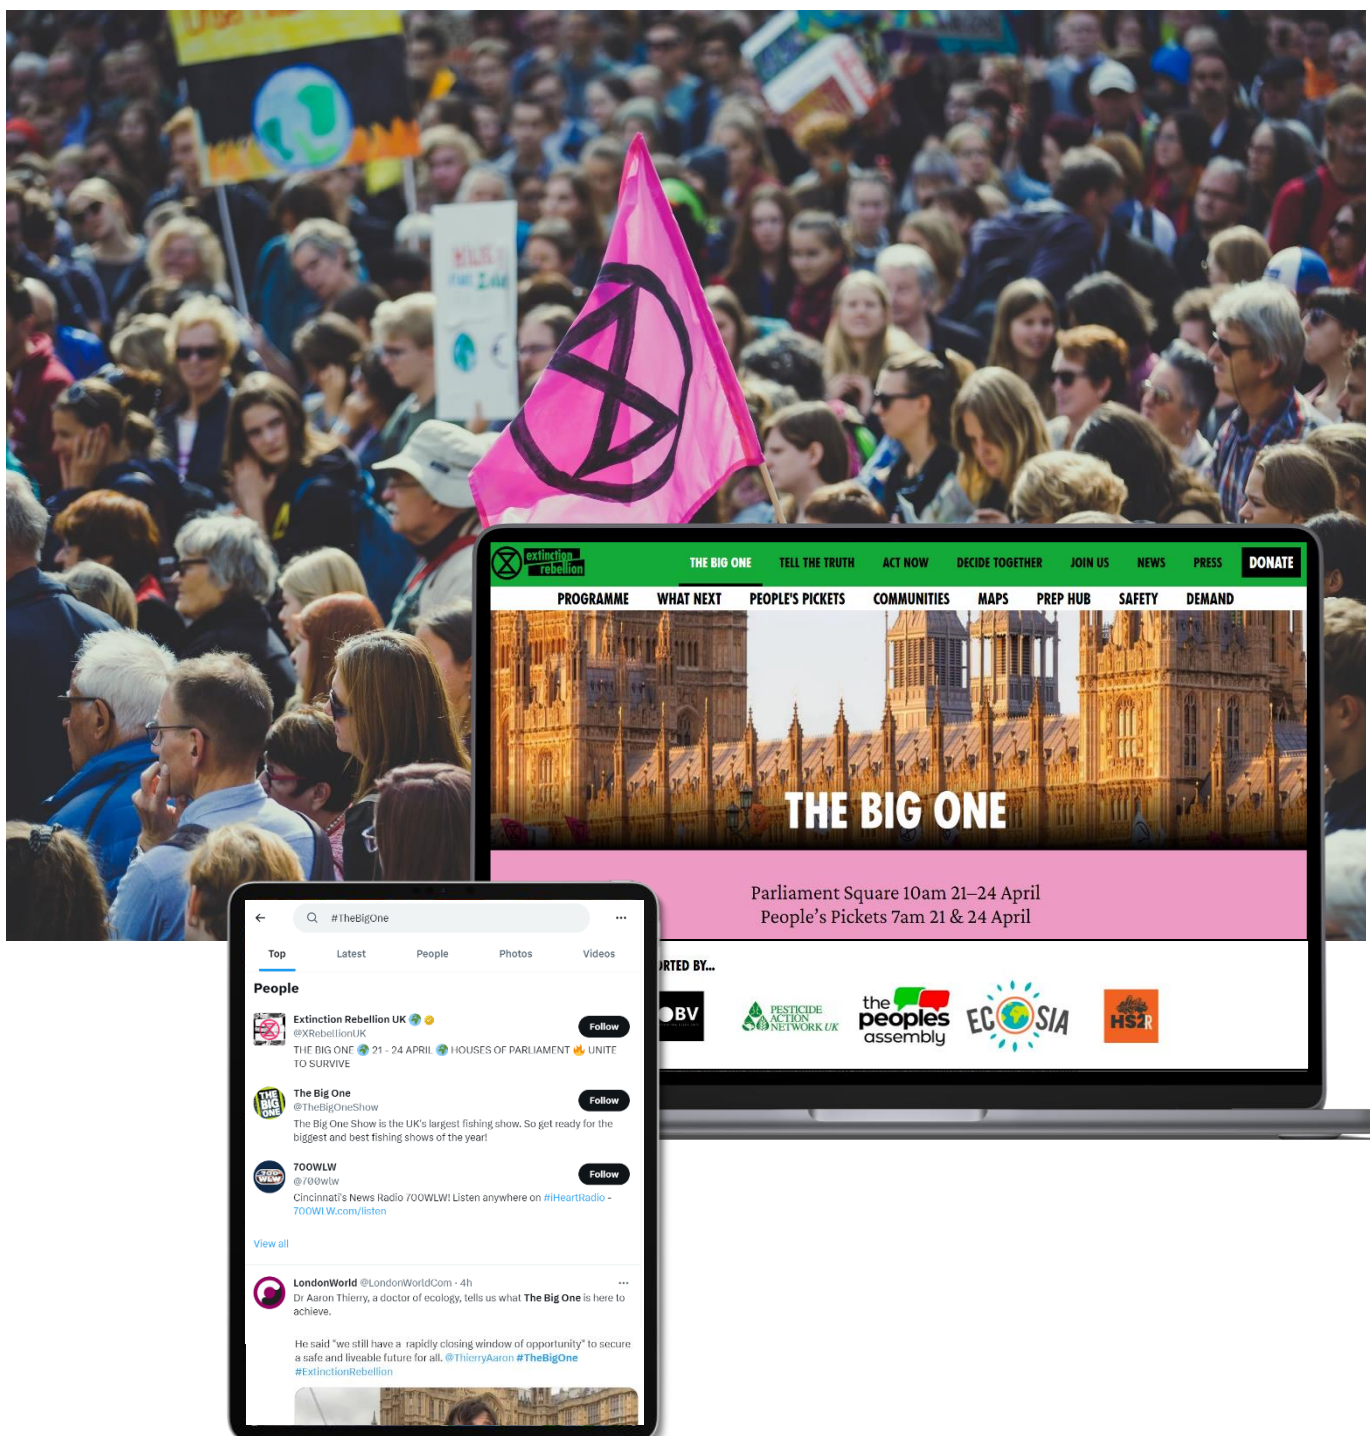 extinction
rebellion
THE BIG ONE
TELL THE TRUTH
ACT NOW
DECIDE TOGETHER
JOIN US
NEWS
PRESS
DONATE
PROGRAMME
WHAT NEXT
PEOPLE'S PICKETS
COMMUNITIES
MAPS
PREP HUB
SAFETY
DEMAND
THE BIG ONE
Parliament Square 10am 21–24 April
People's Pickets 7am 21 & 24 April
BY...
OBV
PESTICIDE
ACTION
NETWORK UK
the
peoples
assembly
ECOSIA
HS2R
#TheBigOne
Top
Latest
People
Photos
Videos
People
Extinction Rebellion UK
@XRebellionUK
Follow
THE BIG ONE 🌍 21 - 24 APRIL 🌍 HOUSES OF PARLIAMENT 🔥 UNITE
TO SURVIVE
THE
BIG
ONE
The Big One
@TheBigOneShow
Follow
The Big One Show is the UK's largest fishing show. So get ready for the
biggest and best fishing shows of the year!
700
WLW
700WLW
@700wlw
Follow
Cincinnati's News Radio 700WLW! Listen anywhere on #iHeartRadio -
700WLW.com/listen
View all
LondonWorld @LondonWorldCom · 4h
Dr Aaron Thierry, a doctor of ecology, tells us what The Big One is here to
achieve.
He said "we still have a rapidly closing window of opportunity" to secure
a safe and liveable future for all. @ThierryAaron #TheBigOne
#ExtinctionRebellion